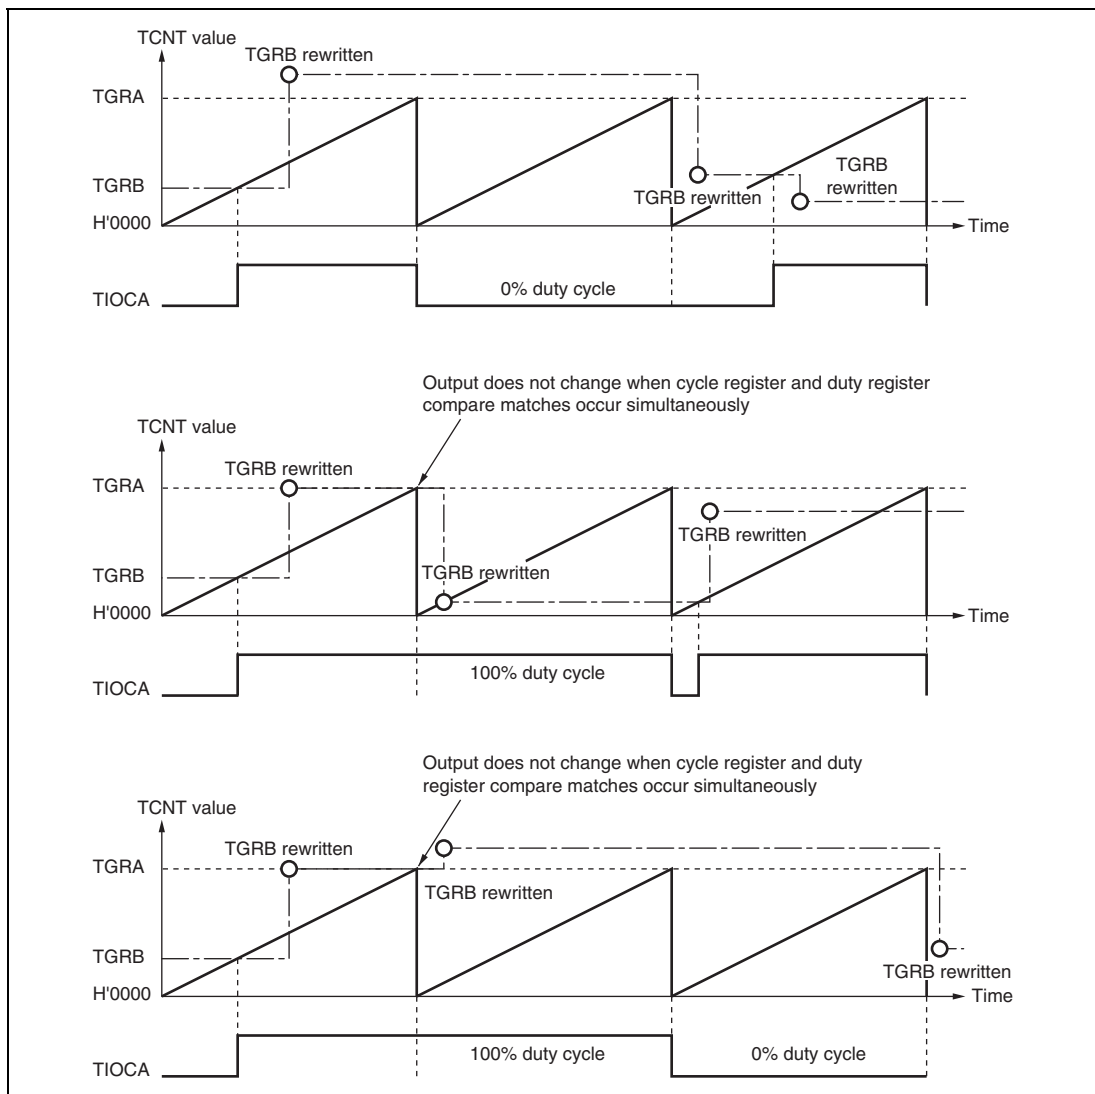 TCNT value
TGRB rewritten
TGRA
TGRB
rewritten
TGRB
TGRB rewritten
H'0000
Time
0% duty cycle
TIOCA
Output does not change when cycle register and duty register
compare matches occur simultaneously
TCNT value
TGRB rewritten
TGRA
TGRB rewritten
TGRB
TGRB rewritten
H'0000
Time
100% duty cycle
TIOCA
Output does not change when cycle register and duty
register compare matches occur simultaneously
TCNT value
TGRB rewritten
TGRA
TGRB rewritten
TGRB
TGRB rewritten
H'0000
Time
100% duty cycle
0% duty cycle
TIOCA